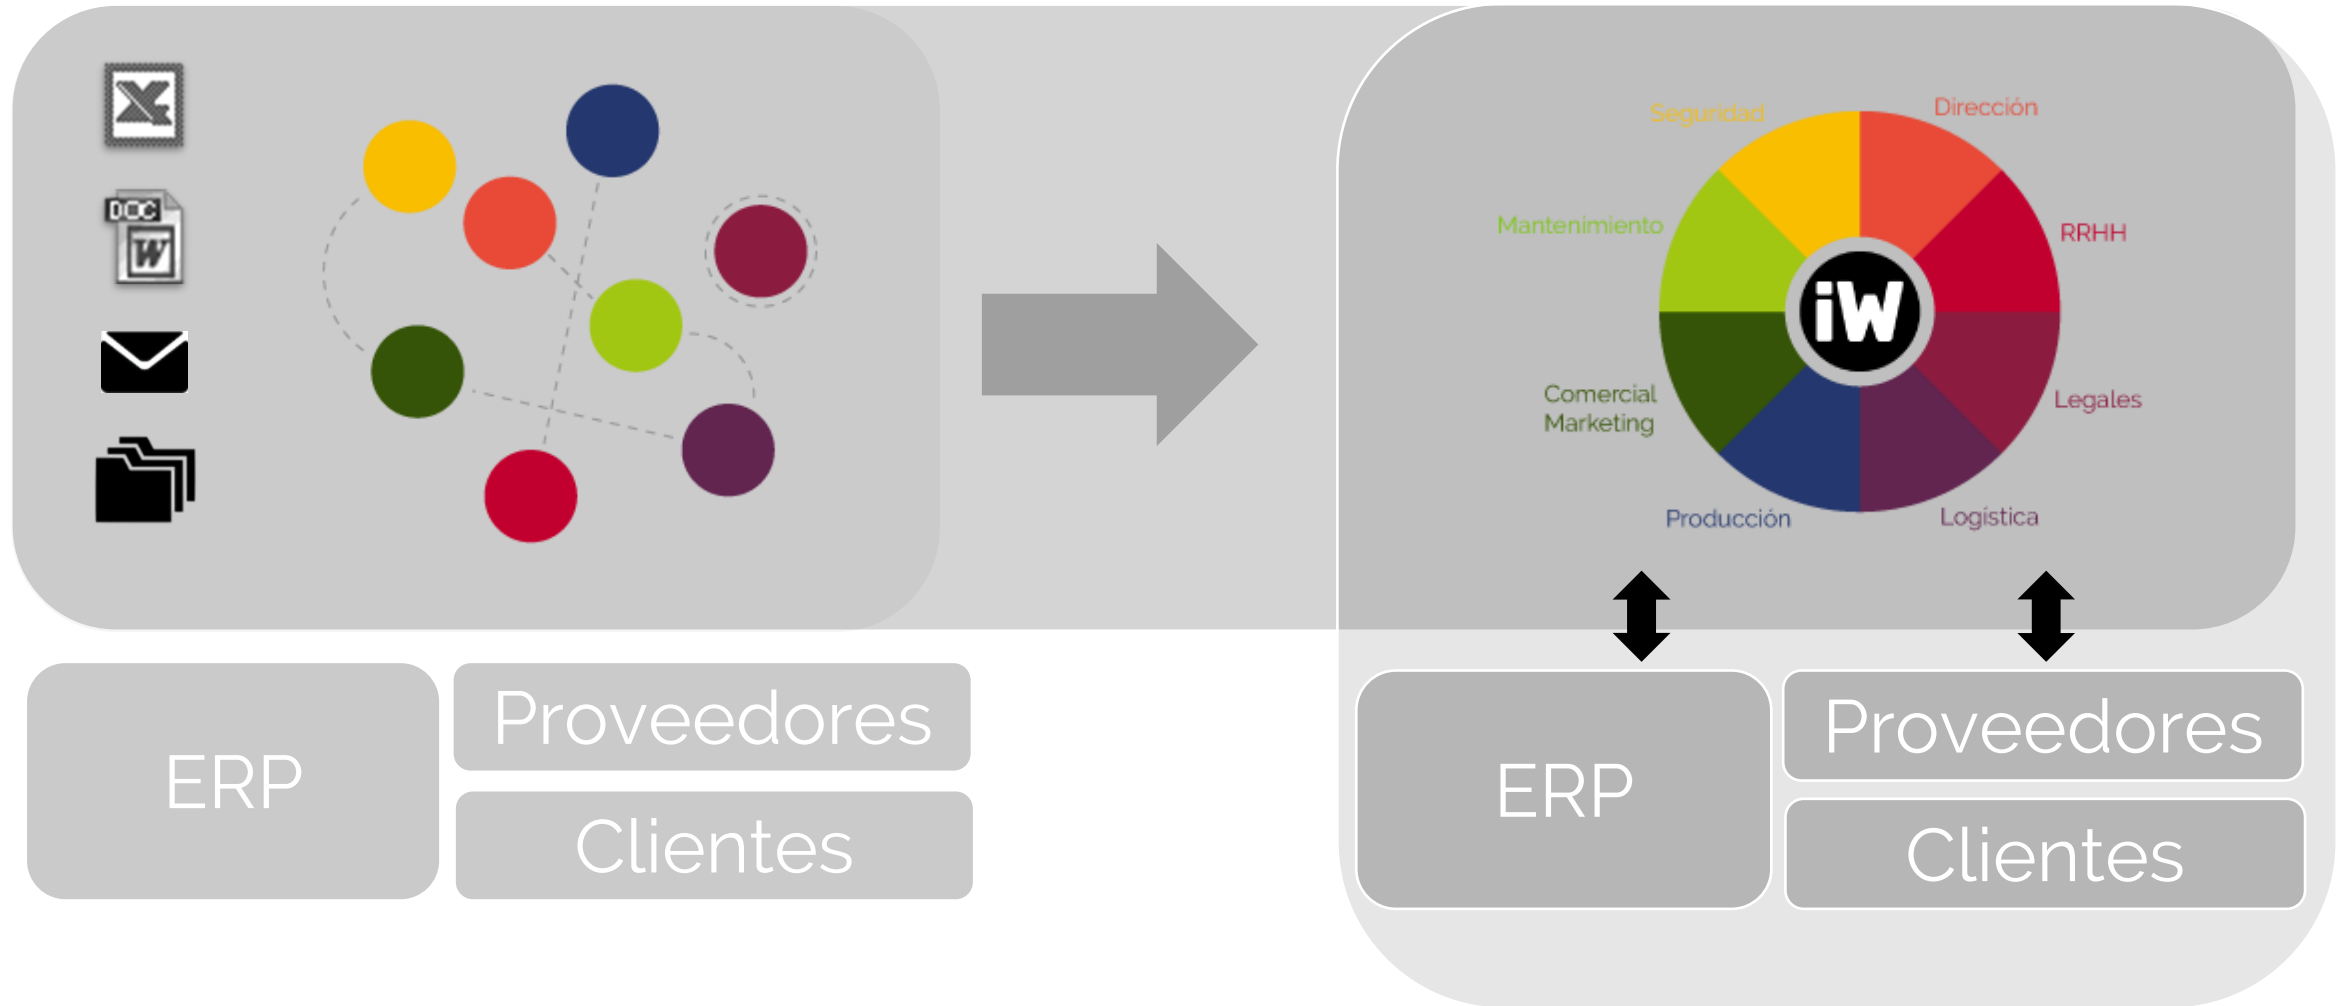 DOC
W
ERP
Proveedores
Clientes
Seguridad
Dirección
Mantenimiento
RRHH
iW
Comercial
Marketing
Legales
Producción
Logística
ERP
Proveedores
Clientes